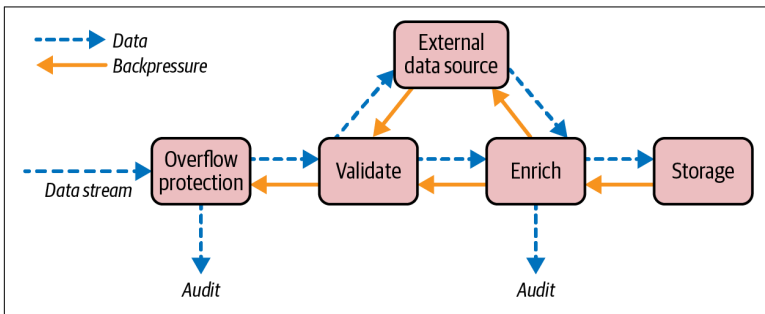 Data
Backpressure
External
data source
Overflow
protection
Validate
Enrich
Storage
Data stream
Audit
Audit